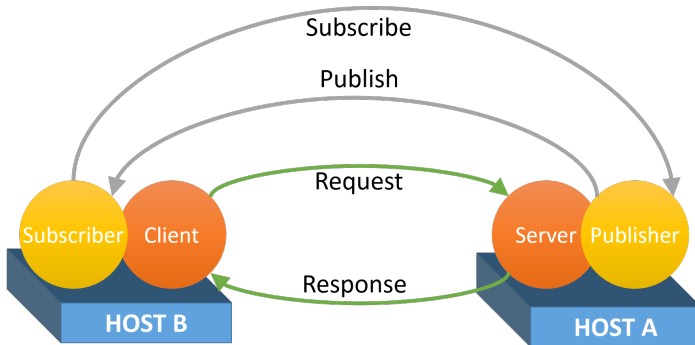 Subscribe
Publish
Request
Subscriber
Client
Server
Publisher
Response
HOST B
HOST A